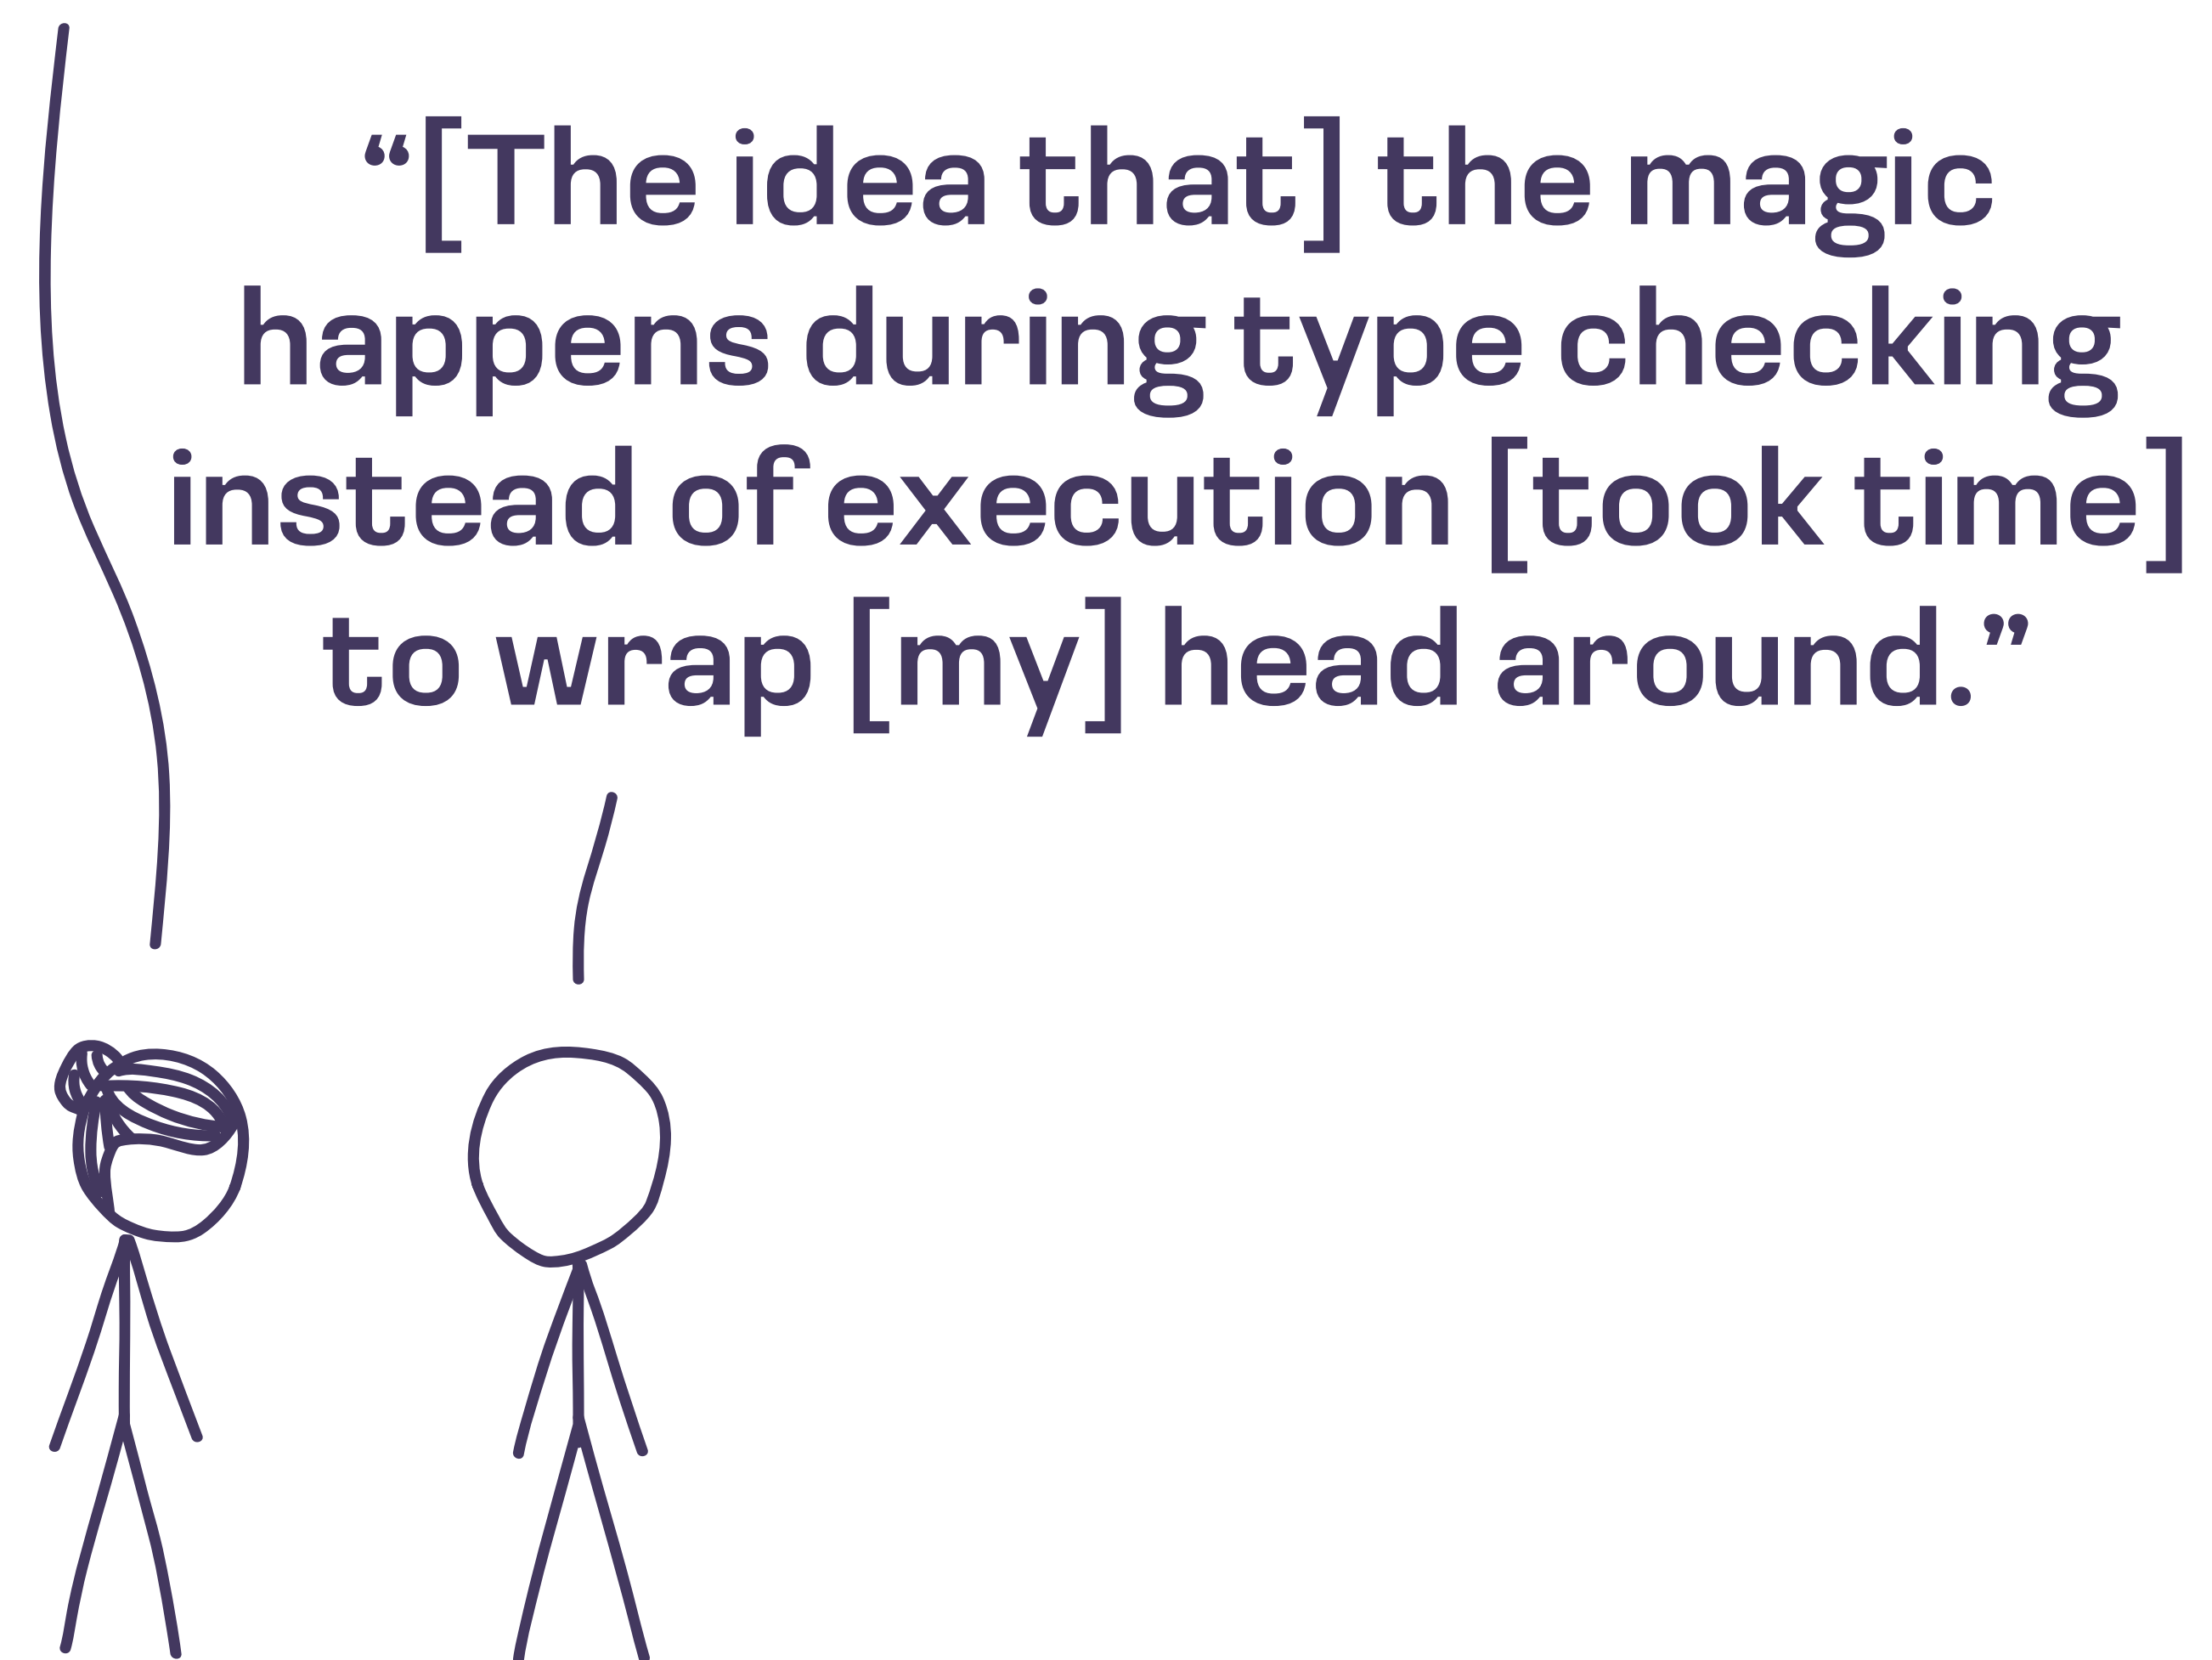 “[The idea that] the magic
happens during type checking
instead of execution [took time]
to wrap [my] head around.”